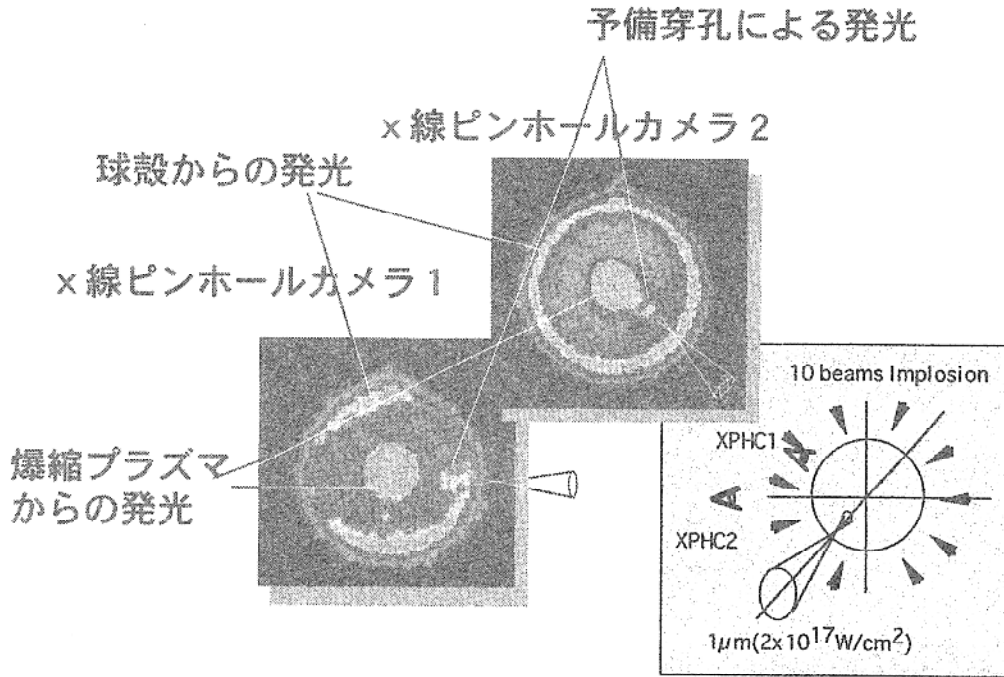 予備穿孔による発光
x線ピンホールカメラ2
球殻からの発光
x線ピンホールカメラ1
爆縮プラズマ
からの発光
10 beams Implosion
XPHC1
XPHC2
1μm(2x10¹⁷W/cm²)